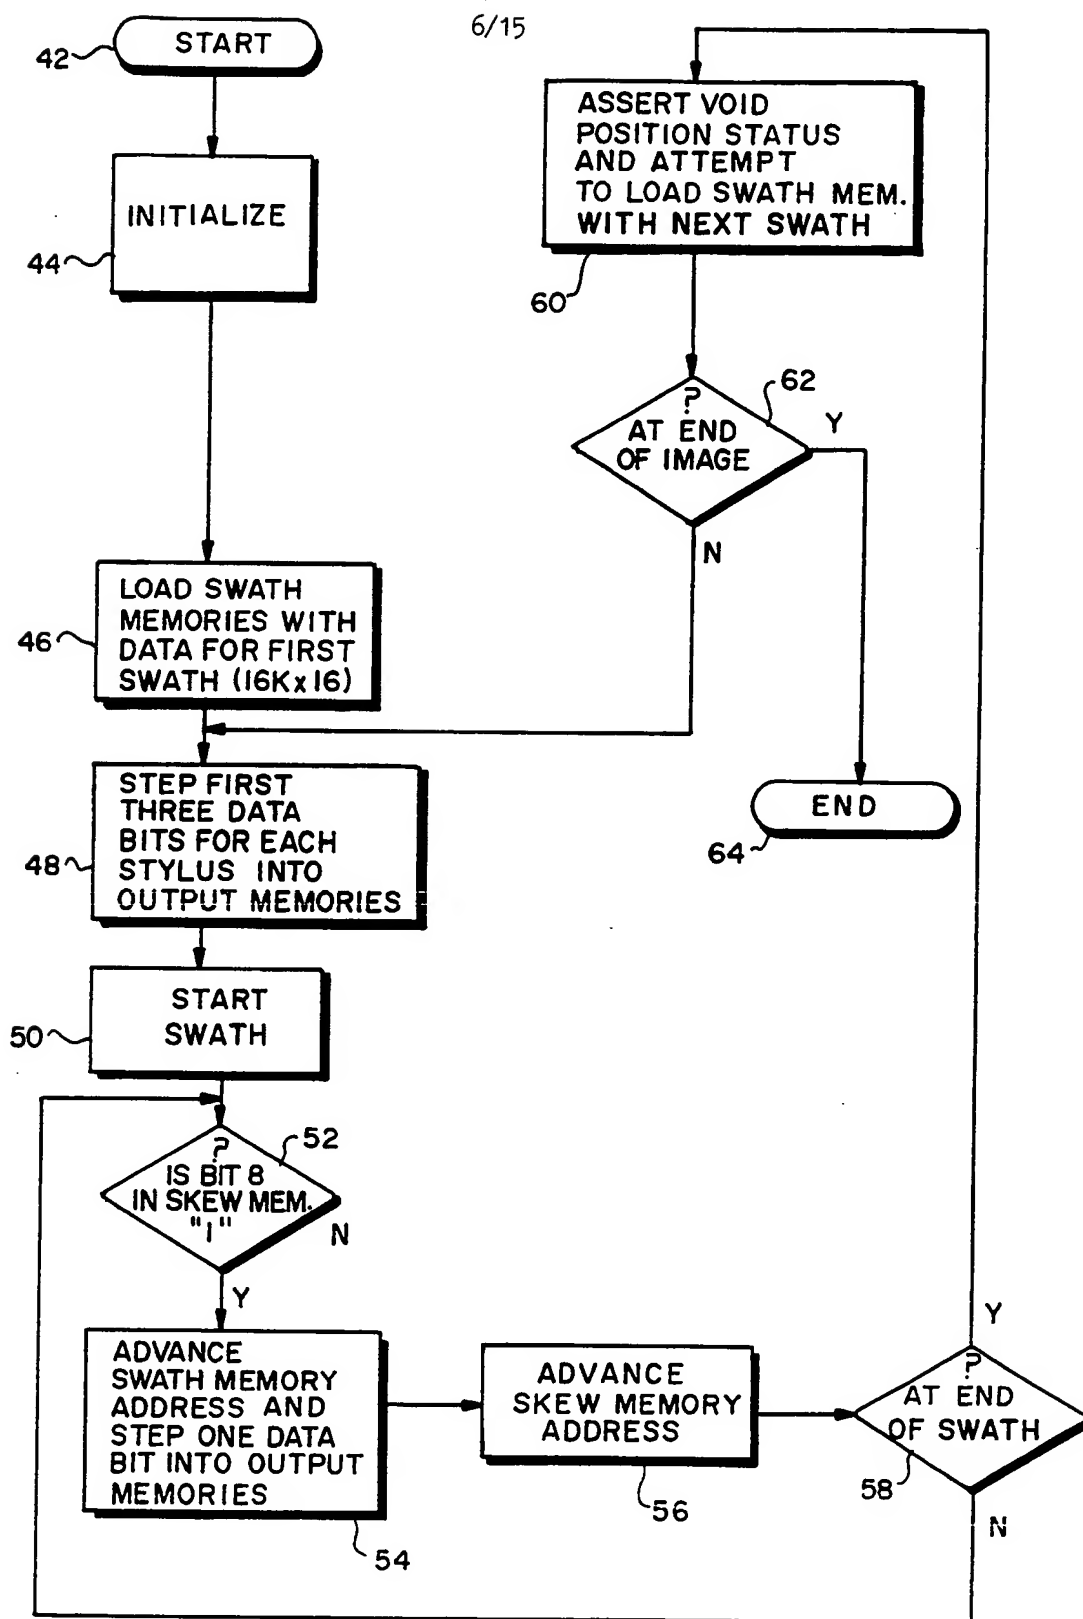 6/15
START
42
INITIALIZE
44
LOAD SWATH
MEMORIES WITH
DATA FOR FIRST
SWATH (16K x 16)
46
STEP FIRST
THREE DATA
BITS FOR EACH
STYLUS INTO
OUTPUT MEMORIES
48
START
SWATH
50
?
IS BIT 8
IN SKEW MEM.
"1"
52
N
Y
ADVANCE
SWATH MEMORY
ADDRESS AND
STEP ONE DATA
BIT INTO OUTPUT
MEMORIES
54
ADVANCE
SKEW MEMORY
ADDRESS
56
?
AT END
OF SWATH
58
Y
N
ASSERT VOID
POSITION STATUS
AND ATTEMPT
TO LOAD SWATH MEM.
WITH NEXT SWATH
60
?
AT END
OF IMAGE
62
Y
N
END
64